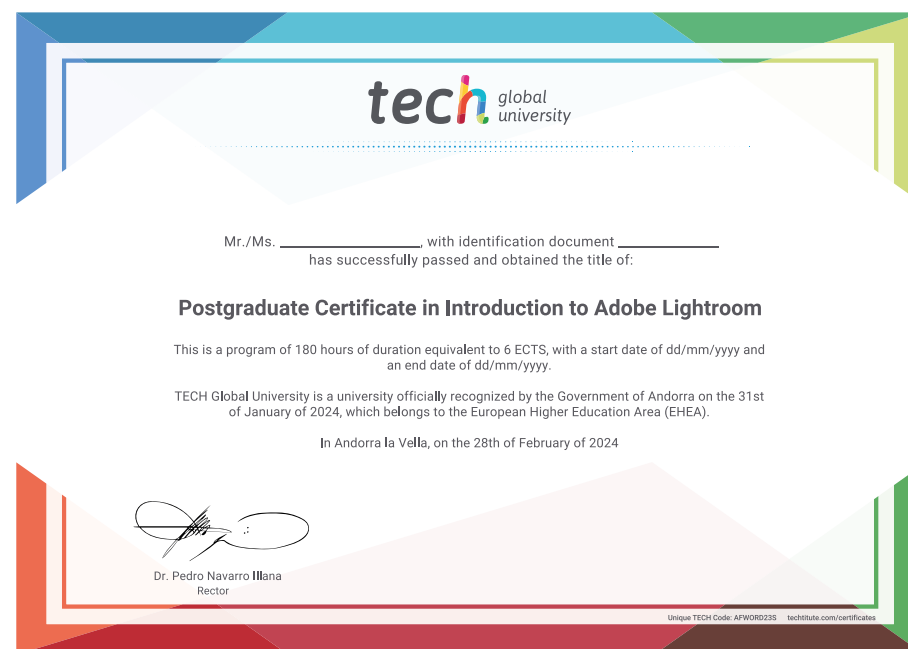 tech global university
Mr./Ms. ____________________, with identification document ______________
has successfully passed and obtained the title of:
Postgraduate Certificate in Introduction to Adobe Lightroom
This is a program of 180 hours of duration equivalent to 6 ECTS, with a start date of dd/mm/yyyy and
an end date of dd/mm/yyyy.
TECH Global University is a university officially recognized by the Government of Andorra on the 31st
of January of 2024, which belongs to the European Higher Education Area (EHEA).
In Andorra la Vella, on the 28th of February of 2024
Dr. Pedro Navarro Illana
Rector
Unique TECH Code: AFWORD23S techtitute.com/certificates